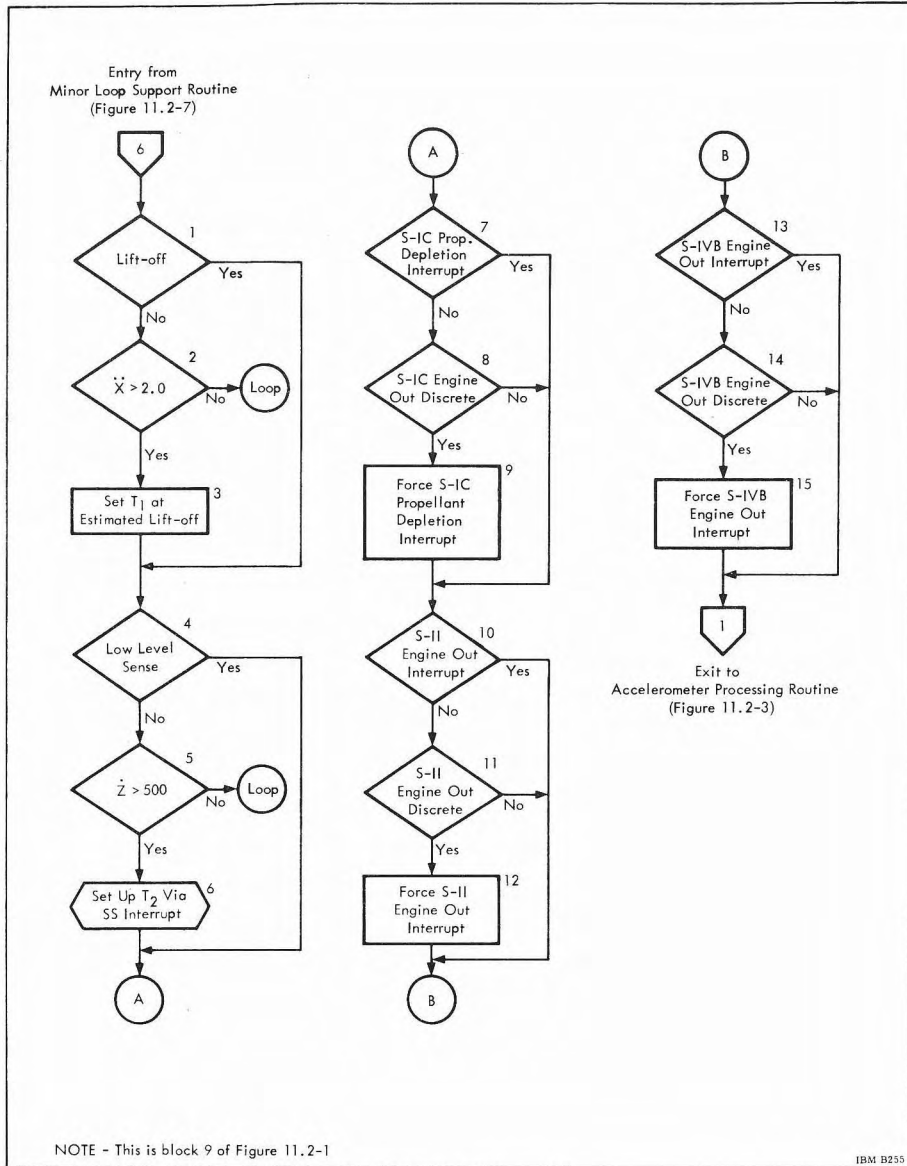 Entry from
Minor Loop Support Routine
(Figure 11.2-7)
6
1
Lift-off
Yes
No
2
Ẍ > 2.0
No
Loop
Yes
3
Set T1 at
Estimated Lift-off
4
Low Level
Sense
Yes
No
5
Ż > 500
No
Loop
Yes
6
Set Up T2 Via
SS Interrupt
A
A
7
S-IC Prop.
Depletion
Interrupt
Yes
No
8
S-IC Engine
Out Discrete
No
Yes
9
Force S-IC
Propellant
Depletion
Interrupt
10
S-II
Engine Out
Interrupt
Yes
No
11
S-II
Engine Out
Discrete
No
Yes
12
Force S-II
Engine Out
Interrupt
B
B
13
S-IVB Engine
Out Interrupt
Yes
No
14
S-IVB Engine
Out Discrete
No
Yes
15
Force S-IVB
Engine Out
Interrupt
1
Exit to
Accelerometer Processing Routine
(Figure 11.2-3)
NOTE - This is block 9 of Figure 11.2-1
IBM B255